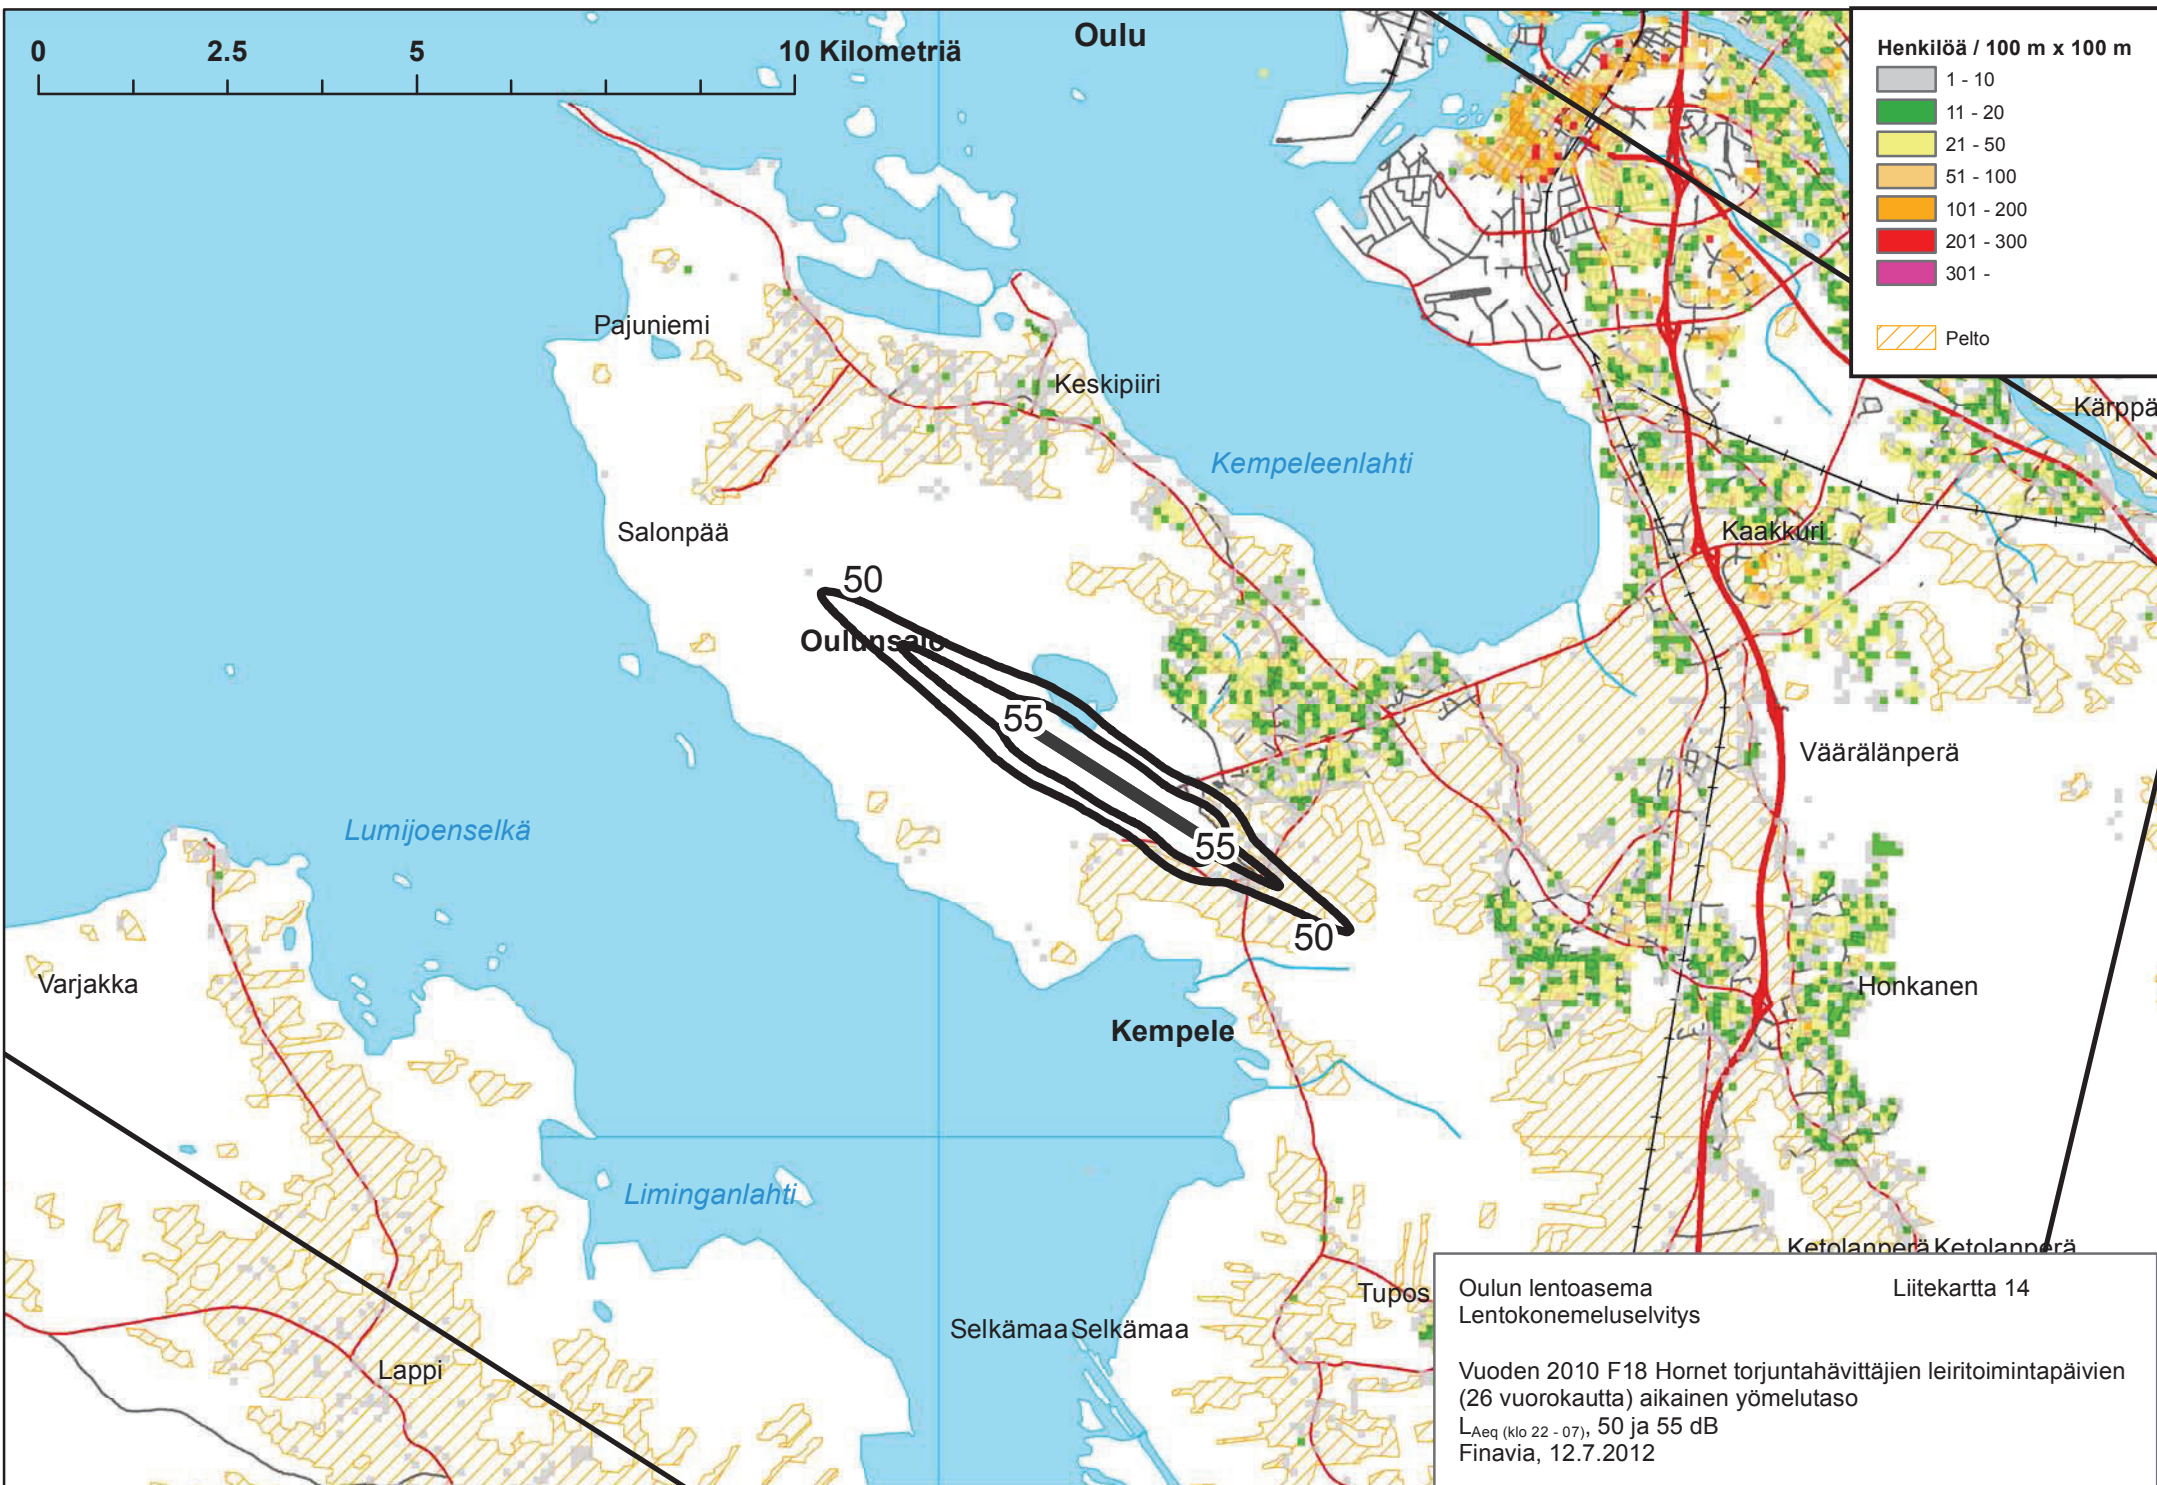 0 2.5 5 10 Kilometriä
Oulu
Henkilöä / 100 m x 100 m
1 - 10
11 - 20
21 - 50
51 - 100
101 - 200
201 - 300
301 -
Pelto
Pajuniemi
Keskipiiri
Kärppä
Kempeleenlahti
Salonpää
Kaakkuri
50
Oulunsalo
55
Väärälänperä
Lumijoenselkä
55
50
Varjakka
Honkanen
Kempele
Liminganlahti
Ketolanperä Ketolanperä
Tupos
Selkämaa Selkämaa
Lappi
Oulun lentoasema Liitekartta 14
Lentokonemeluselvitys
Vuoden 2010 F18 Hornet torjuntahävittäjien leiritoimintapäivien
(26 vuorokautta) aikainen yömelutaso
LAeq (klo 22 - 07), 50 ja 55 dB
Finavia, 12.7.2012